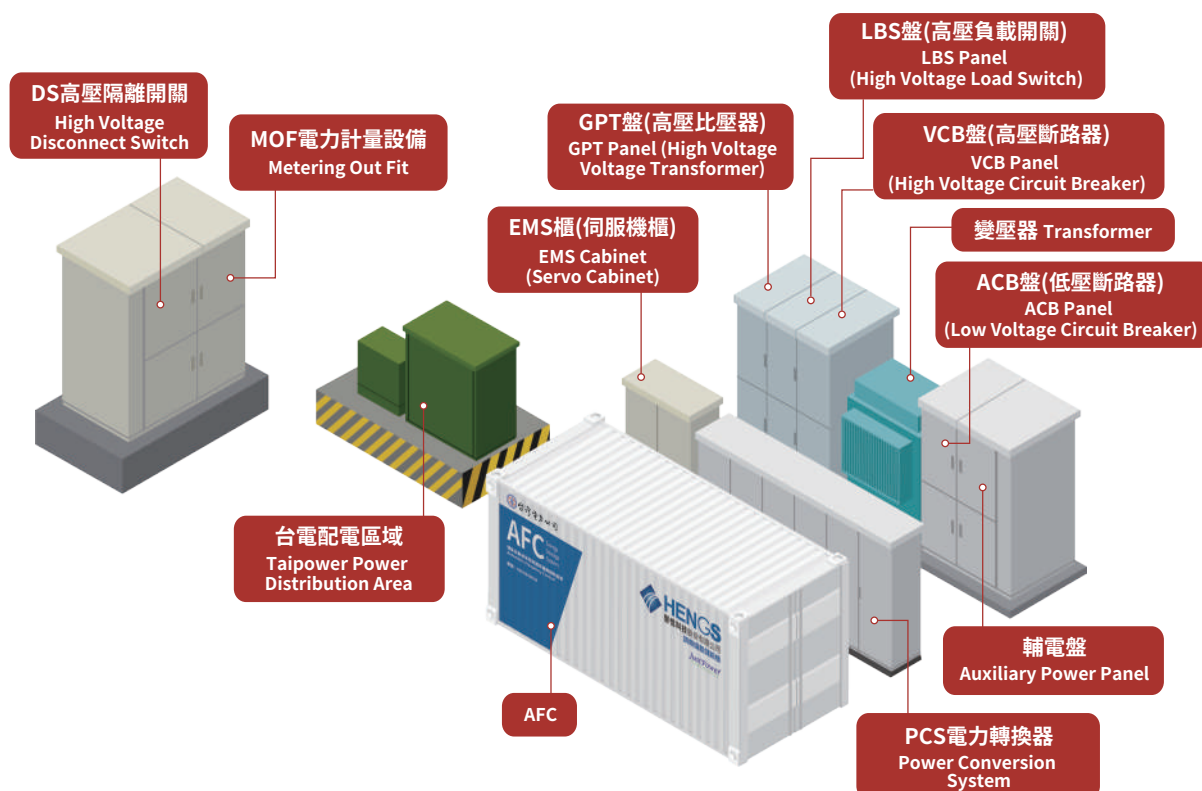 LBS盤(高壓負載開關)
LBS Panel
(High Voltage Load Switch)
DS高壓隔離開關
High Voltage
Disconnect Switch
MOF電力計量設備
Metering Out Fit
GPT盤(高壓比壓器)
GPT Panel (High Voltage
Voltage Transformer)
VCB盤(高壓斷路器)
VCB Panel
(High Voltage Circuit Breaker)
EMS櫃(伺服機櫃)
EMS Cabinet
(Servo Cabinet)
變壓器 Transformer
ACB盤(低壓斷路器)
ACB Panel
(Low Voltage Circuit Breaker)
台電配電區域
Taipower Power
Distribution Area
AFC
HENGS
輔電盤
Auxiliary Power Panel
AFC
PCS電力轉換器
Power Conversion
System